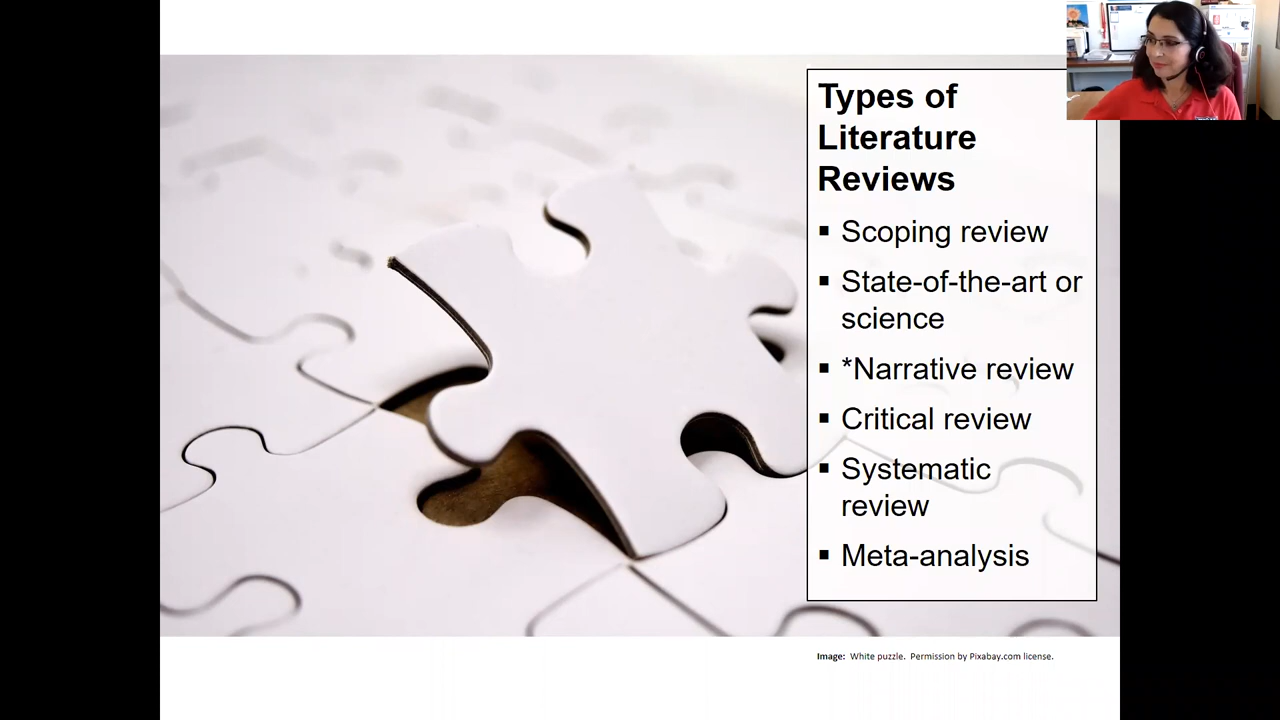 Types of
Literature
Reviews
▪ Scoping review
▪ State-of-the-art or
science
▪ *Narrative review
▪ Critical review
▪ Systematic
review
▪ Meta-analysis
Image: White puzzle. Permission by Pixabay.com license.